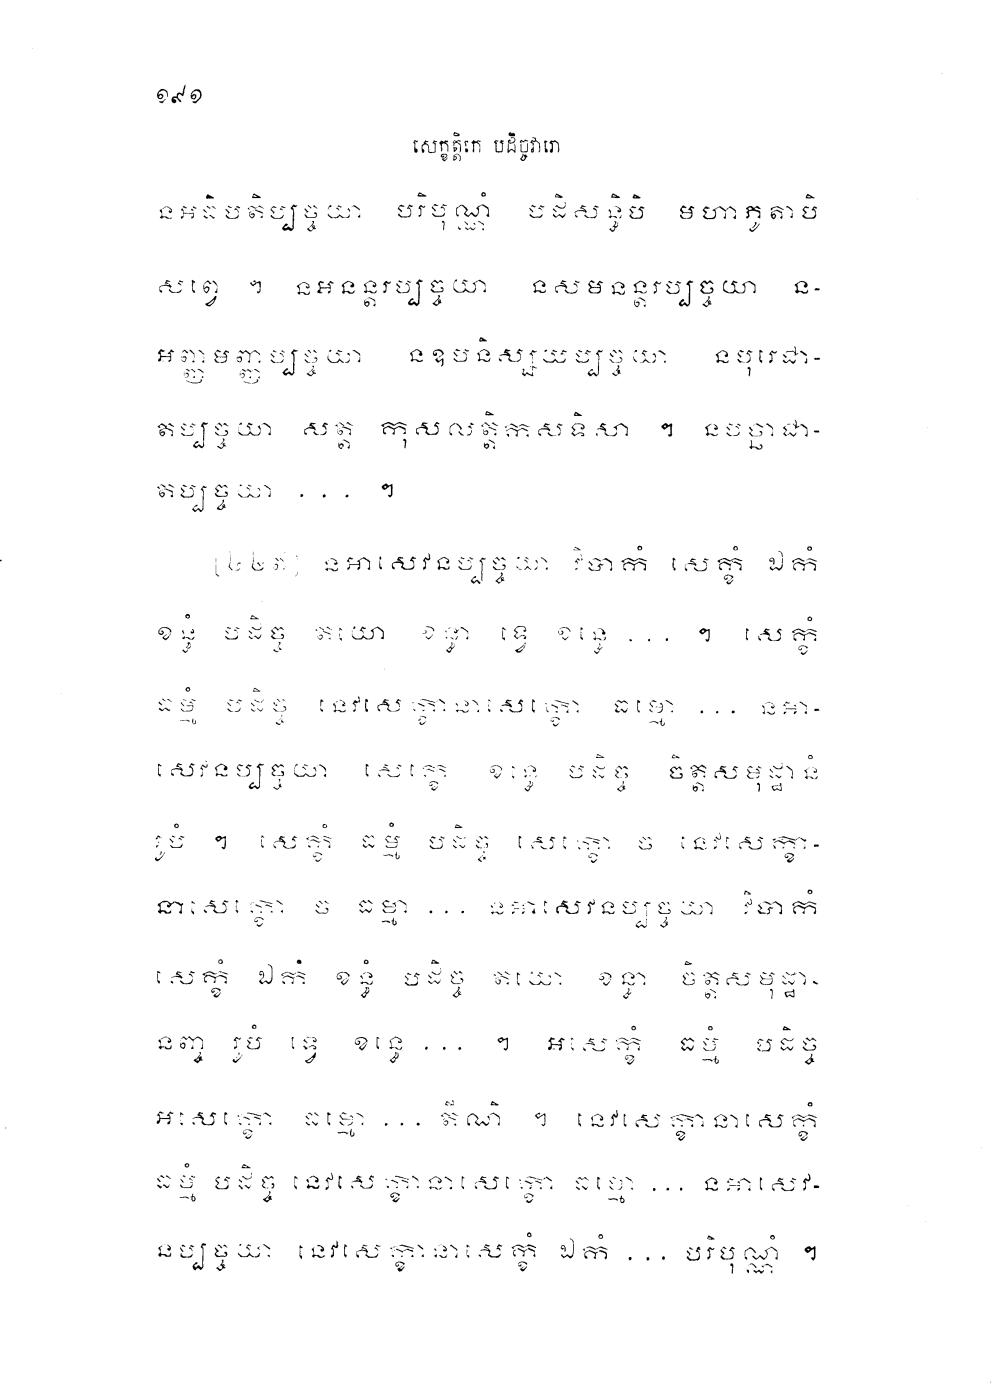 ១៩១
សេក្ខត្តិកេ បដិច្ចវារោ
នអធិបតិប្បច្ចយា បរិបុណ្ណំ បដិសន្ធិបិ មហាភូតាបិ
សព្វេ ។ នអនន្តរប្បច្ចយា នសមនន្តរប្បច្ចយា ន-
អញ្ញមញ្ញប្បច្ចយា នឧបនិស្សយប្បច្ចយា នបុរេជា-
តប្បច្ចយា សត្ត កុសលត្តិកសទិសា ។ នបច្ឆាជា-
តប្បច្ចយា ... ។
នអាសេវនប្បច្ចយា វិបាកំ សេក្ខំ ឯកំ
ខន្ធំ បដិច្ច តយោ ខន្ធា ទ្វេ ខន្ធេ ... ។ សេក្ខំ
ធម្មំ បដិច្ច នេវសេក្ខានាសេក្ខោ ធម្មោ ... នអា-
សេវនប្បច្ចយា សេក្ខេ ខន្ធេ បដិច្ច ចិត្តសមុដ្ឋានំ
រូបំ ។ សេក្ខំ ធម្មំ បដិច្ច សេក្ខោ ច នេវសេក្ខា-
នាសេក្ខោ ច ធម្មា ... នអាសេវនប្បច្ចយា វិបាកំ
សេក្ខំ ឯកំ ខន្ធំ បដិច្ច តយោ ខន្ធា ចិត្តសមុដ្ឋា-
នញ្ច រូបំ ទ្វេ ខន្ធេ ... ។ អសេក្ខំ ធម្មំ បដិច្ច
អសេក្ខោ ធម្មោ ... តីណិ ។ នេវសេក្ខានាសេក្ខំ
ធម្មំ បដិច្ច នេវសេក្ខានាសេក្ខោ ធម្មោ ... នអាសេវ-
នប្បច្ចយា នេវសេក្ខានាសេក្ខំ ឯកំ ... បរិបុណ្ណំ ។